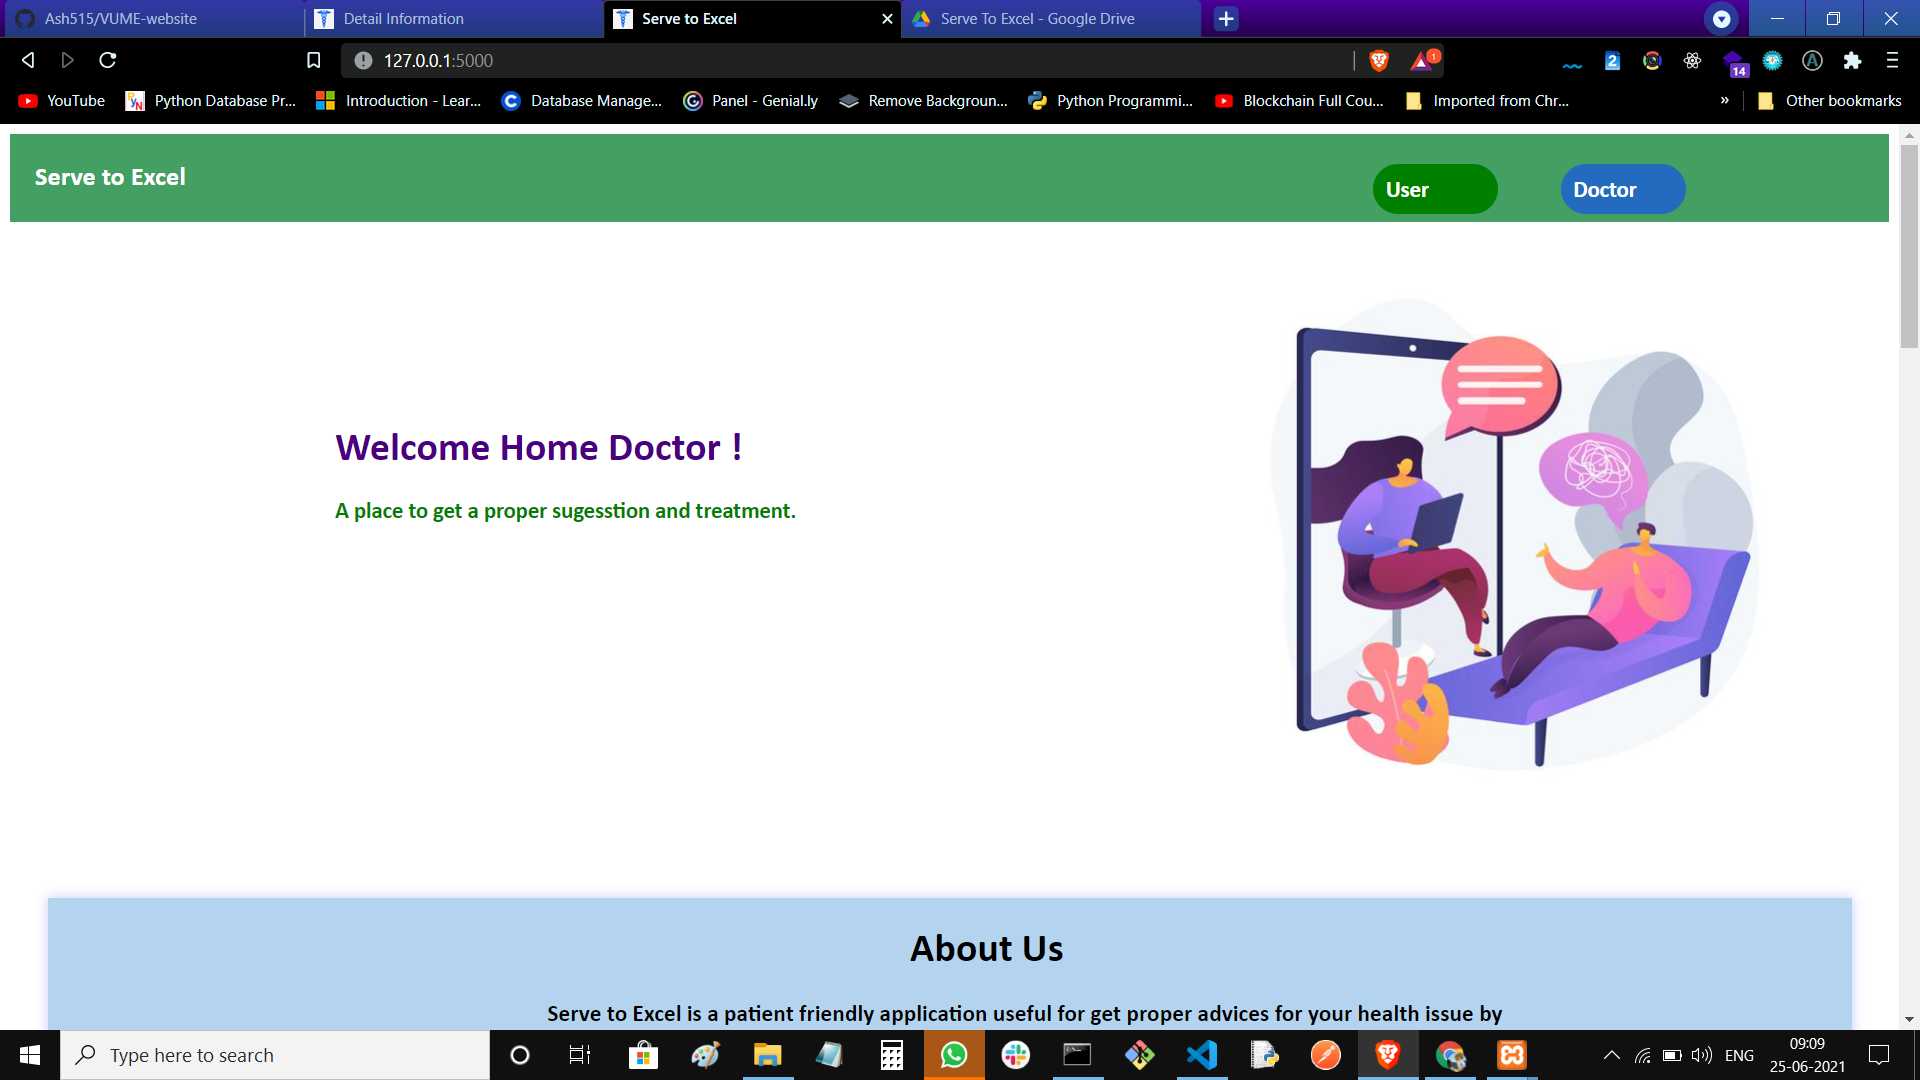 Ash515/VUME-website
Detail Information
Serve to Excel
Serve To Excel - Google Drive
127.0.0.1:5000
1
2
14
YouTube
Python Database Pr...
Introduction - Lear...
Database Manage...
Panel - Genial.ly
Remove Backgroun...
Python Programmi...
Blockchain Full Cou...
Imported from Chr...
»
Other bookmarks
Serve to Excel
User
Doctor
Welcome Home Doctor !
A place to get a proper sugesstion and treatment.
About Us
Serve to Excel is a patient friendly application useful for get proper advices for your health issue by
Type here to search
ENG
09:09
25-06-2021